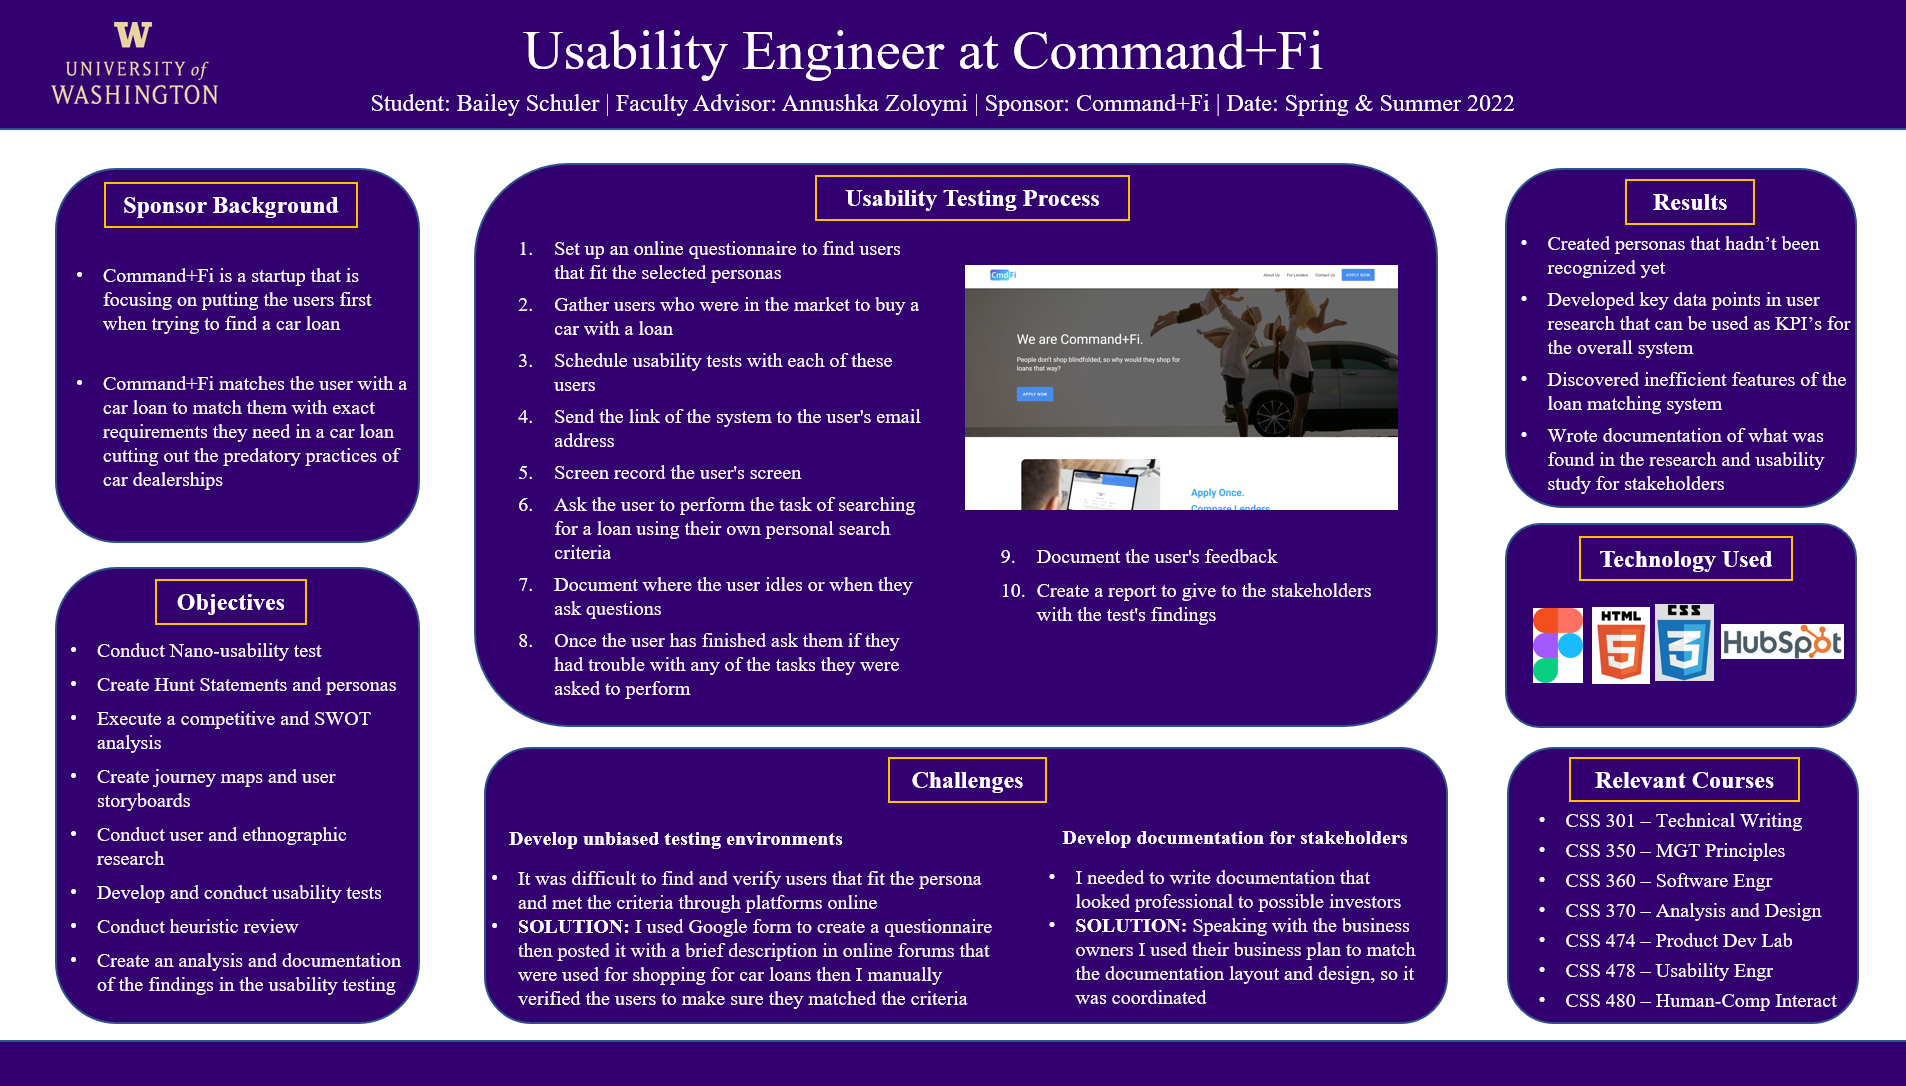 W
UNIVERSITY of
WASHINGTON
Usability Engineer at Command+Fi
Student: Bailey Schuler | Faculty Advisor: Annushka Zoloymi | Sponsor: Command+Fi | Date: Spring & Summer 2022
Sponsor Background
• Command+Fi is a startup that is
focusing on putting the users first
when trying to find a car loan
• Command+Fi matches the user with a
car loan to match them with exact
requirements they need in a car loan
cutting out the predatory practices of
car dealerships
Objectives
• Conduct Nano-usability test
• Create Hunt Statements and personas
• Execute a competitive and SWOT
analysis
• Create journey maps and user
storyboards
• Conduct user and ethnographic
research
• Develop and conduct usability tests
• Conduct heuristic review
• Create an analysis and documentation
of the findings in the usability testing
Usability Testing Process
1. Set up an online questionnaire to find users
that fit the selected personas
2. Gather users who were in the market to buy a
car with a loan
3. Schedule usability tests with each of these
users
4. Send the link of the system to the user's email
address
5. Screen record the user's screen
6. Ask the user to perform the task of searching
for a loan using their own personal search
criteria
7. Document where the user idles or when they
ask questions
8. Once the user has finished ask them if they
had trouble with any of the tasks they were
asked to perform
CmdFi
About Us For Lenders Contact Us APPLY NOW
We are Command+Fi.
People don't shop blindfolded, so why would they shop for
loans that way?
APPLY NOW
Apply Once.
Compare Lenders
9. Document the user's feedback
10. Create a report to give to the stakeholders
with the test's findings
Challenges
Develop unbiased testing environments
• It was difficult to find and verify users that fit the persona
and met the criteria through platforms online
• SOLUTION: I used Google form to create a questionnaire
then posted it with a brief description in online forums that
were used for shopping for car loans then I manually
verified the users to make sure they matched the criteria
Develop documentation for stakeholders
• I needed to write documentation that
looked professional to possible investors
• SOLUTION: Speaking with the business
owners I used their business plan to match
the documentation layout and design, so it
was coordinated
Results
• Created personas that hadn’t been
recognized yet
• Developed key data points in user
research that can be used as KPI’s for
the overall system
• Discovered inefficient features of the
loan matching system
• Wrote documentation of what was
found in the research and usability
study for stakeholders
Technology Used
HTML
5
CSS
3
HubSpot
Relevant Courses
• CSS 301 – Technical Writing
• CSS 350 – MGT Principles
• CSS 360 – Software Engr
• CSS 370 – Analysis and Design
• CSS 474 – Product Dev Lab
• CSS 478 – Usability Engr
• CSS 480 – Human-Comp Interact